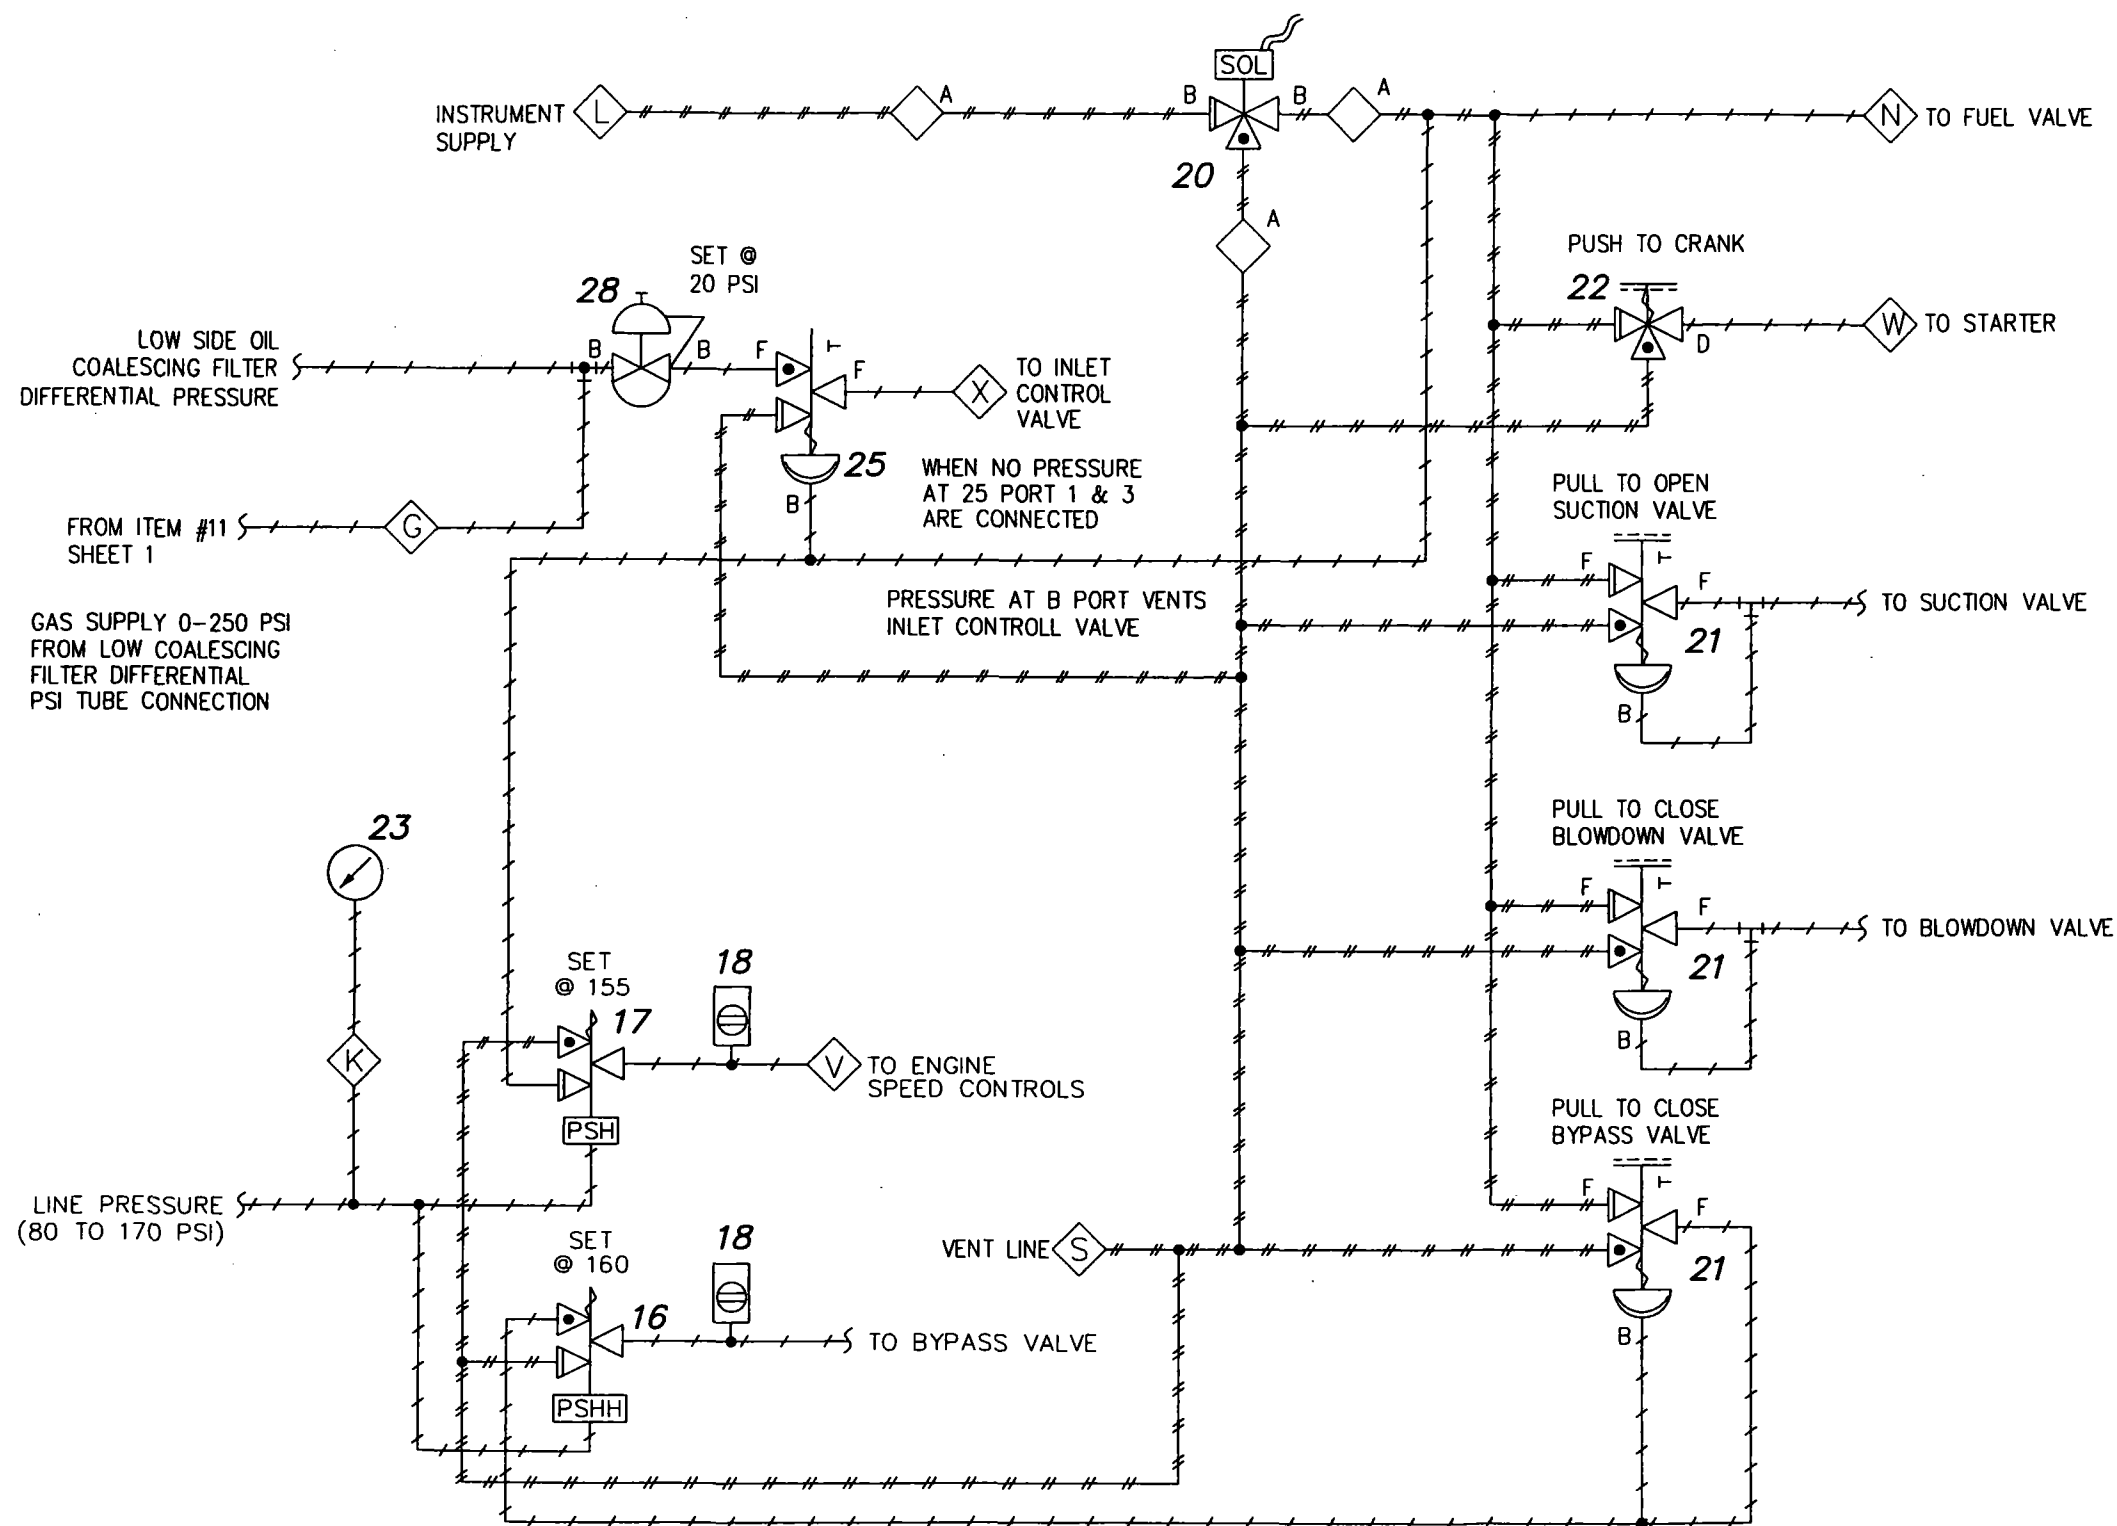 SOL
INSTRUMENT
SUPPLY
L
A
B
B
A
N
TO FUEL VALVE
20
A
PUSH TO CRANK
22
W
TO STARTER
D
SET @
20 PSI
28
LOW SIDE OIL
COALESCING FILTER
DIFFERENTIAL PRESSURE
B
B
F
T
F
X
TO INLET
CONTROL
VALVE
25
B
WHEN NO PRESSURE
AT 25 PORT 1 & 3
ARE CONNECTED
FROM ITEM #11
SHEET 1
G
PULL TO OPEN
SUCTION VALVE
T
F
F
TO SUCTION VALVE
21
B
PRESSURE AT B PORT VENTS
INLET CONTROLL VALVE
GAS SUPPLY 0-250 PSI
FROM LOW COALESCING
FILTER DIFFERENTIAL
PSI TUBE CONNECTION
23
K
PULL TO CLOSE
BLOWDOWN VALVE
T
F
F
TO BLOWDOWN VALVE
21
B
SET
@ 155
17
18
V
TO ENGINE
SPEED CONTROLS
PSH
LINE PRESSURE
(80 TO 170 PSI)
PULL TO CLOSE
BYPASS VALVE
T
F
F
21
B
VENT LINE
S
SET
@ 160
16
18
TO BYPASS VALVE
PSHH